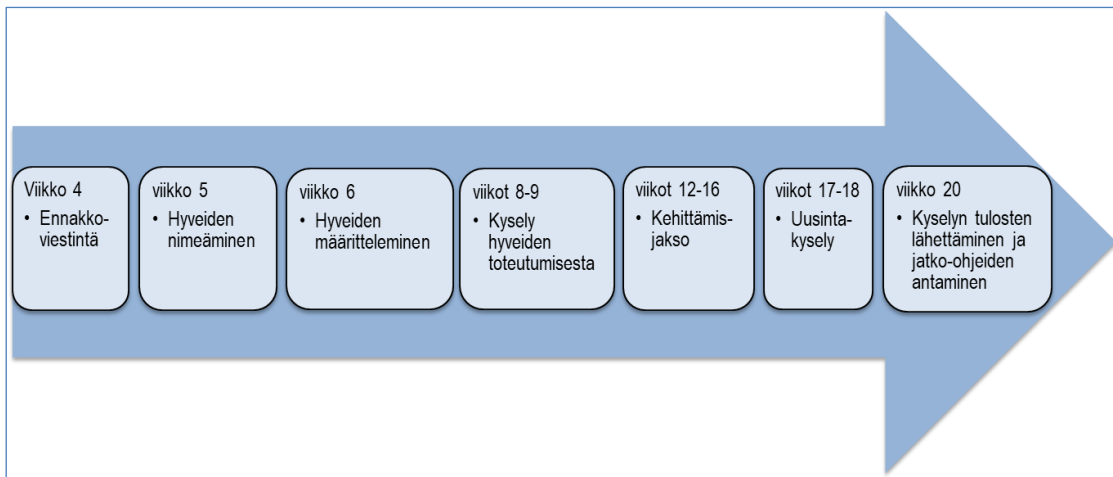 Viikko 4
• Ennakko-
viestintä
viikko 5
• Hyveiden
nimeäminen
viikko 6
• Hyveiden
määritteleminen
viikot 8-9
• Kysely
hyveiden
toteutumisesta
viikot 12-16
• Kehittämis-
jakso
viikot 17-18
• Uusinta-
kysely
viikko 20
• Kyselyn tulosten
lähettäminen ja
jatko-ohjeiden
antaminen